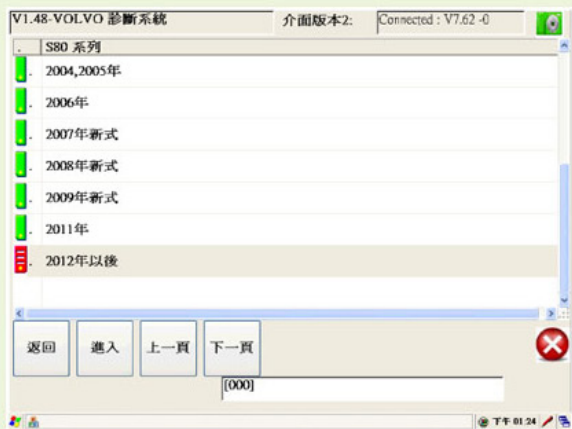 V1.48-VOLVO 診斷系統 介面版本2: Connected : V7.62 -0
. S80 系列
. 2004,2005年
. 2006年
. 2007年新式
. 2008年新式
. 2009年新式
. 2011年
. 2012年以後
返回 進入 上一頁 下一頁
[000]
下午 01:24